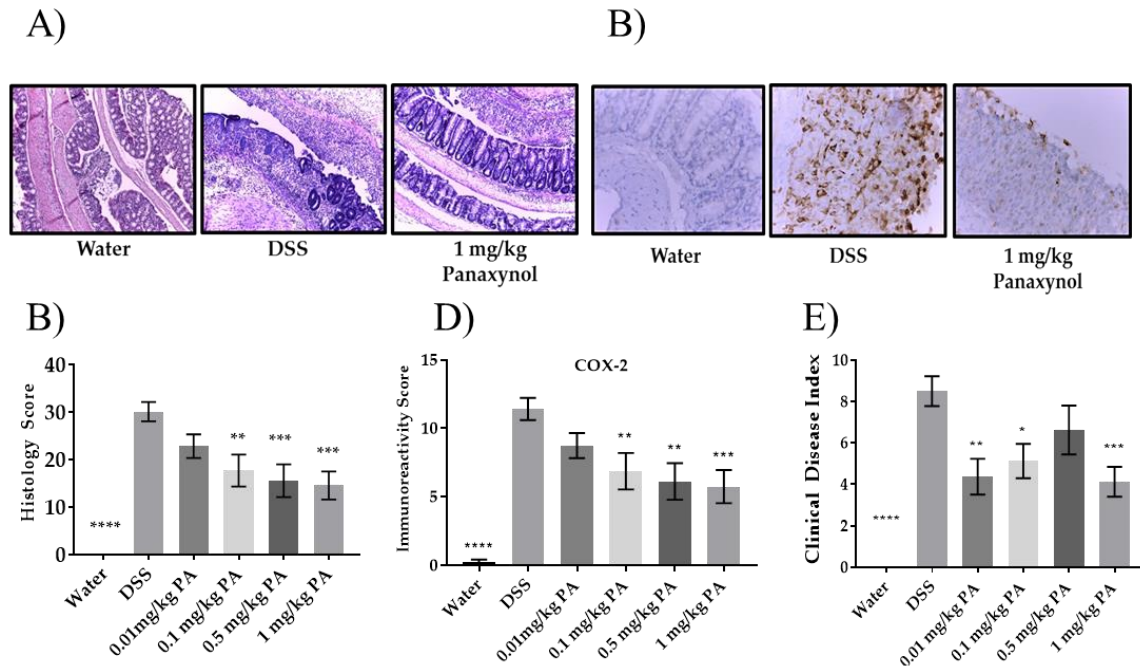 A)
B)
Water
DSS
1 mg/kg
Panaxynol
Water
DSS
1 mg/kg
Panaxynol
B)
Histology Score
40
30
20
10
0
****
**
***
***
Water
DSS
0.01mg/kg PA
0.1 mg/kg PA
0.5 mg/kg PA
1 mg/kg PA
D)
COX-2
Immunoreactivity Score
15
10
5
0
****
**
**
***
Water
DSS
0.01mg/kg PA
0.1 mg/kg PA
0.5 mg/kg PA
1 mg/kg PA
E)
Clinical Disease Index
10
8
6
4
2
0
****
**
*
***
Water
DSS
0.01 mg/kg PA
0.1 mg/kg PA
0.5 mg/kg PA
1 mg/kg PA